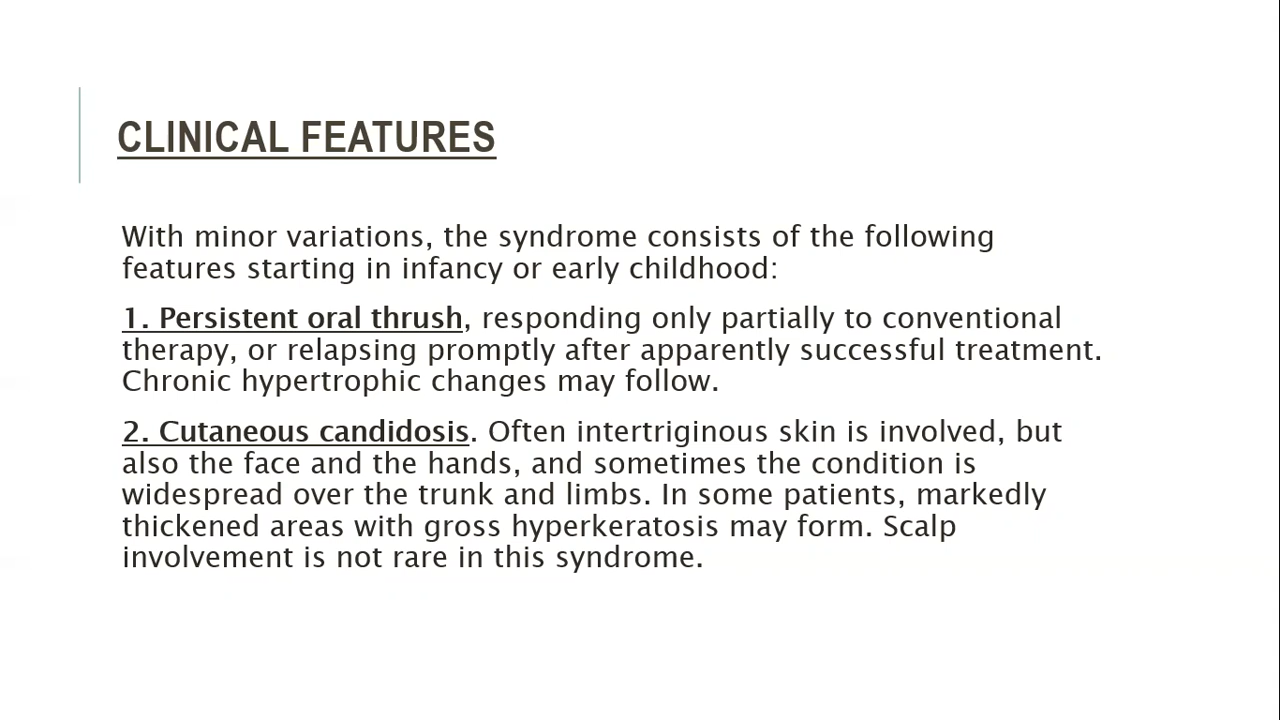 CLINICAL FEATURES
With minor variations, the syndrome consists of the following
features starting in infancy or early childhood:
1. Persistent oral thrush, responding only partially to conventional
therapy, or relapsing promptly after apparently successful treatment.
Chronic hypertrophic changes may follow.
2. Cutaneous candidosis. Often intertriginous skin is involved, but
also the face and the hands, and sometimes the condition is
widespread over the trunk and limbs. In some patients, markedly
thickened areas with gross hyperkeratosis may form. Scalp
involvement is not rare in this syndrome.